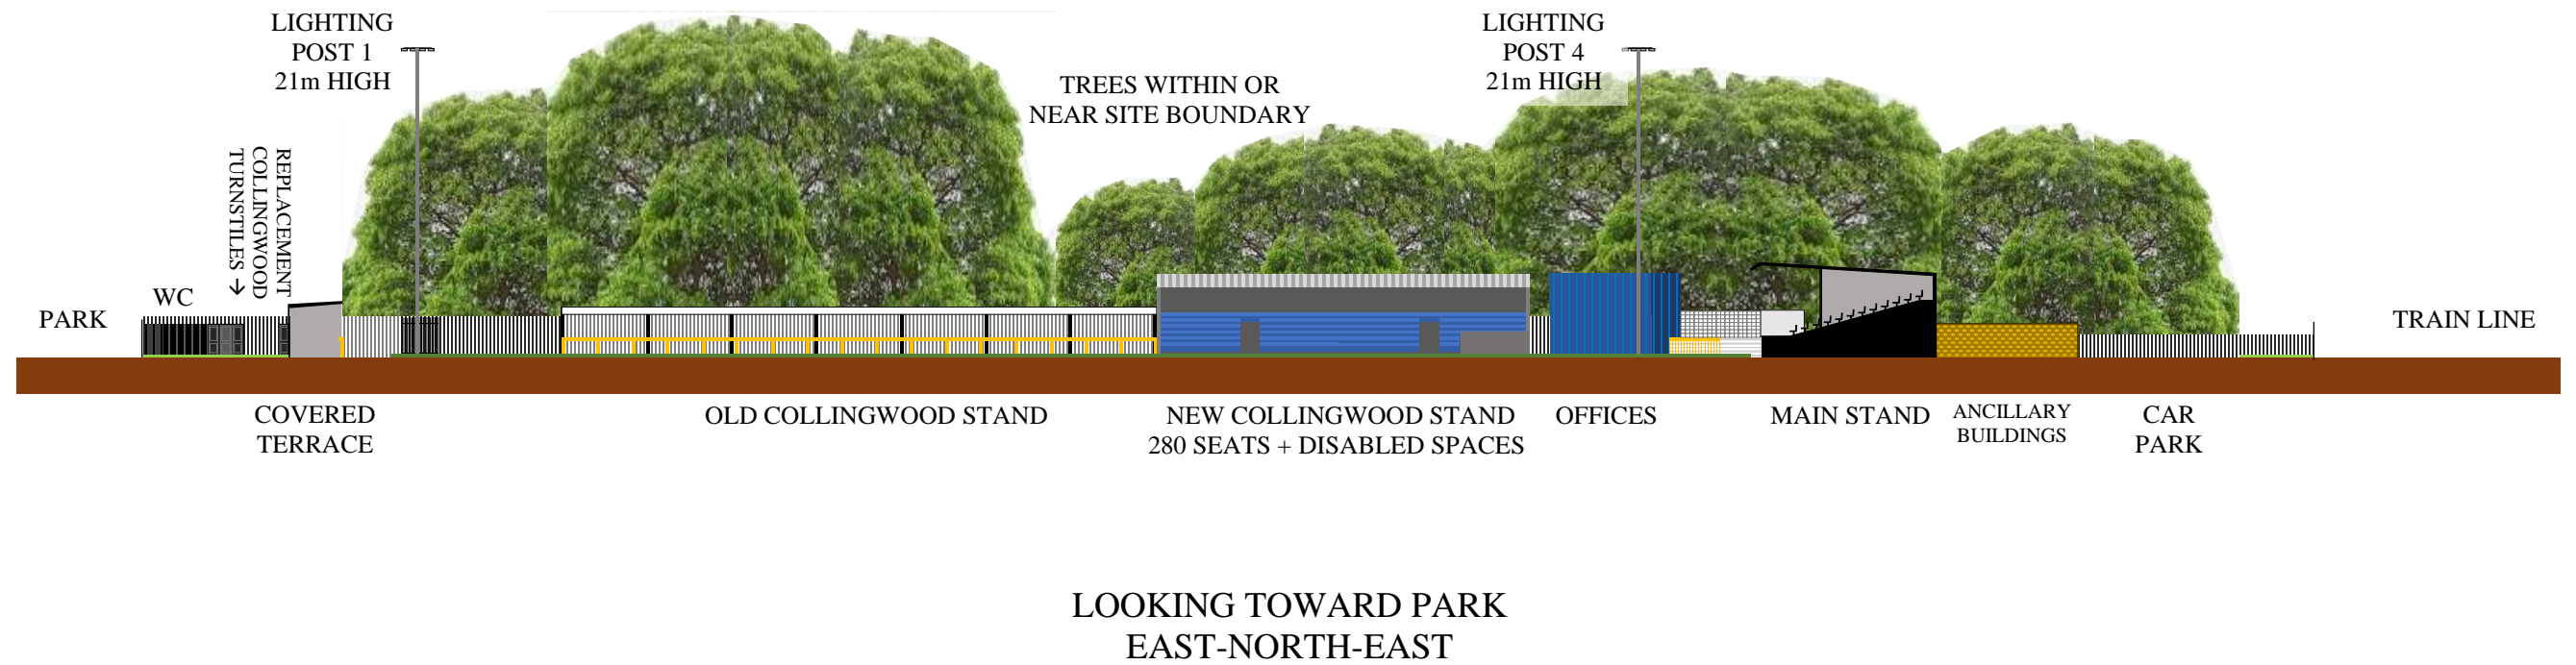 LIGHTING
POST 1
21m HIGH
LIGHTING
POST 4
21m HIGH
TREES WITHIN OR
NEAR SITE BOUNDARY
REPLACEMENT
COLLINGWOOD
TURNSTILES →
PARK
WC
TRAIN LINE
COVERED
TERRACE
OLD COLLINGWOOD STAND
NEW COLLINGWOOD STAND
280 SEATS + DISABLED SPACES
OFFICES
MAIN STAND
ANCILLARY
BUILDINGS
CAR
PARK
LOOKING TOWARD PARK
EAST-NORTH-EAST